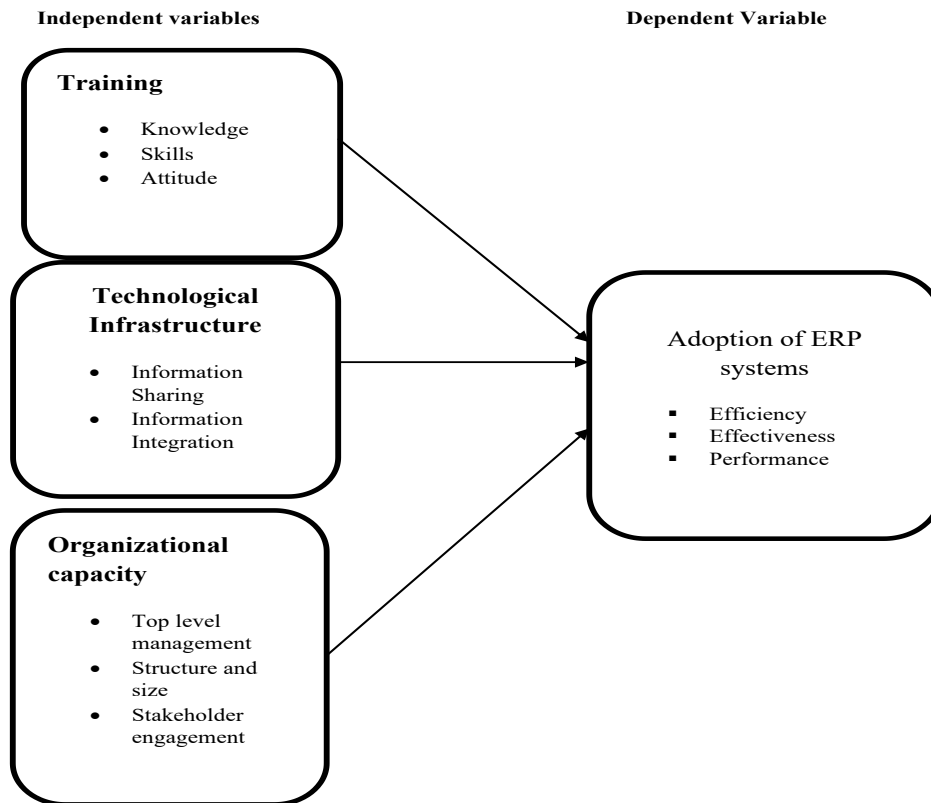 Independent variables
Dependent Variable
Training
• Knowledge
• Skills
• Attitude
Technological
Infrastructure
• Information
Sharing
• Information
Integration
Organizational
capacity
• Top level
management
• Structure and
size
• Stakeholder
engagement
Adoption of ERP
systems
▪ Efficiency
▪ Effectiveness
▪ Performance